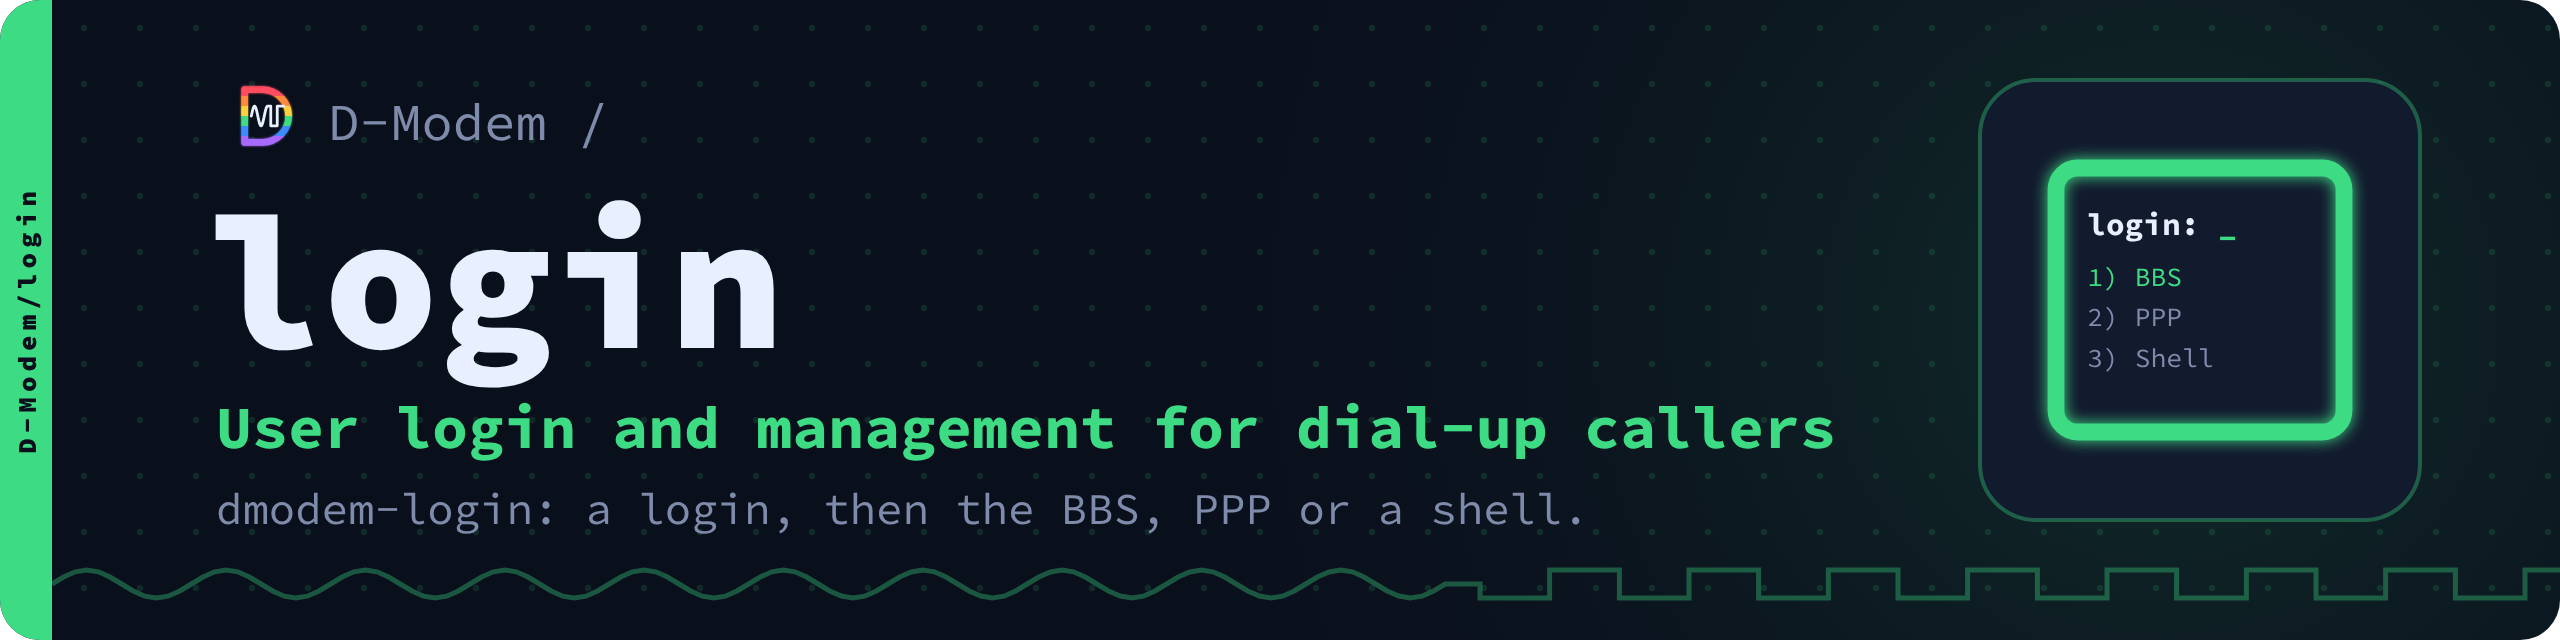 D-Modem/login
D-Modem /
login
User login and management for dial-up callers
dmodem-login: a login, then the BBS, PPP or a shell.
login: _
1) BBS
2) PPP
3) Shell